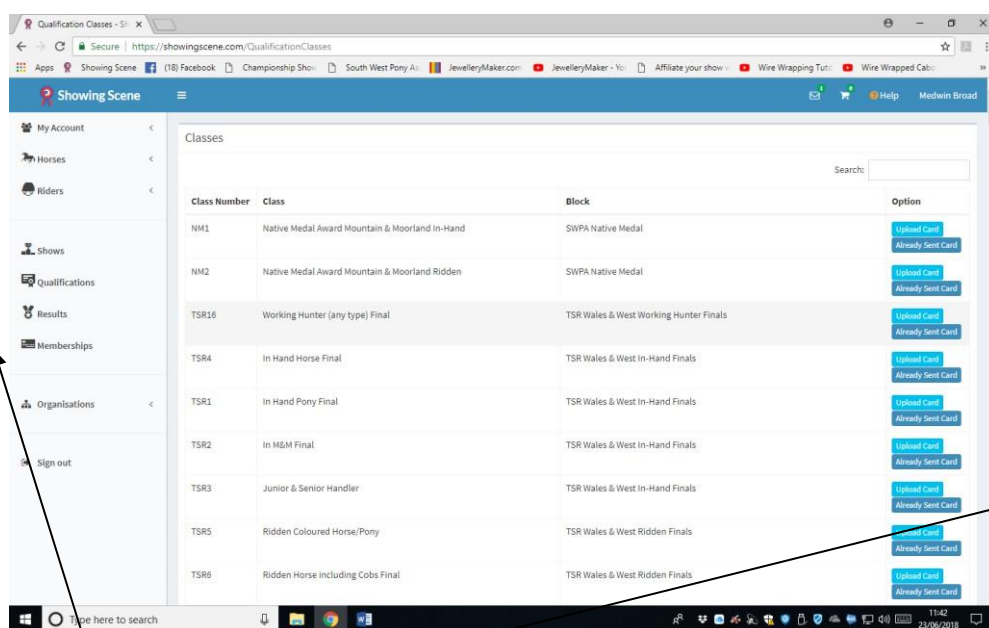 Qualification Classes - Sh
Secure | https://showingscene.com/QualificationClasses
Apps Showing Scene (18) Facebook Championship Show South West Pony As JewelleryMaker.com JewelleryMaker - Yo Affiliate your show Wire Wrapping Tut Wire Wrapped Cabo
Showing Scene Help Medwin Broad
My Account
Horses
Riders
Shows
Qualifications
Results
Memberships
Organisations
Sign out
Classes
Search:
Class Number Class Block Option
NM1 Native Medal Award Mountain & Moorland In-Hand SWPA Native Medal Upload Card
Already Sent Card
NM2 Native Medal Award Mountain & Moorland Ridden SWPA Native Medal Upload Card
Already Sent Card
TSR16 Working Hunter (any type) Final TSR Wales & West Working Hunter Finals Upload Card
Already Sent Card
TSR4 In Hand Horse Final TSR Wales & West In-Hand Finals Upload Card
Already Sent Card
TSR1 In Hand Pony Final TSR Wales & West In-Hand Finals Upload Card
Already Sent Card
TSR2 In M&M Final TSR Wales & West In-Hand Finals Upload Card
Already Sent Card
TSR3 Junior & Senior Handler TSR Wales & West In-Hand Finals Upload Card
Already Sent Card
TSR5 Ridden Coloured Horse/Pony TSR Wales & West Ridden Finals Upload Card
Already Sent Card
TSR6 Ridden Horse including Cobs Final TSR Wales & West Ridden Finals Upload Card
Already Sent Card
Type here to search
11:42
23/06/2018